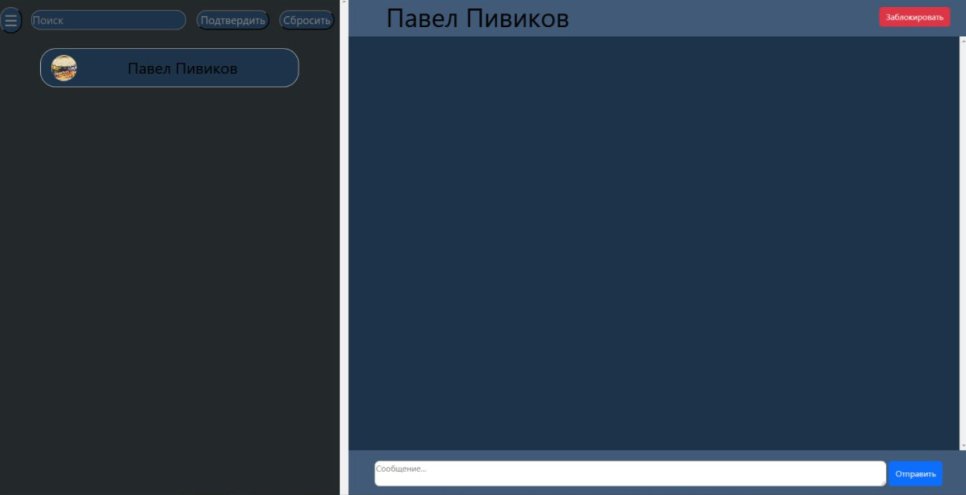 Поиск
Подтвердить
Сбросить
Павел Пивиков
Павел Пивиков
Заблокировать
Сообщение...
Отправить